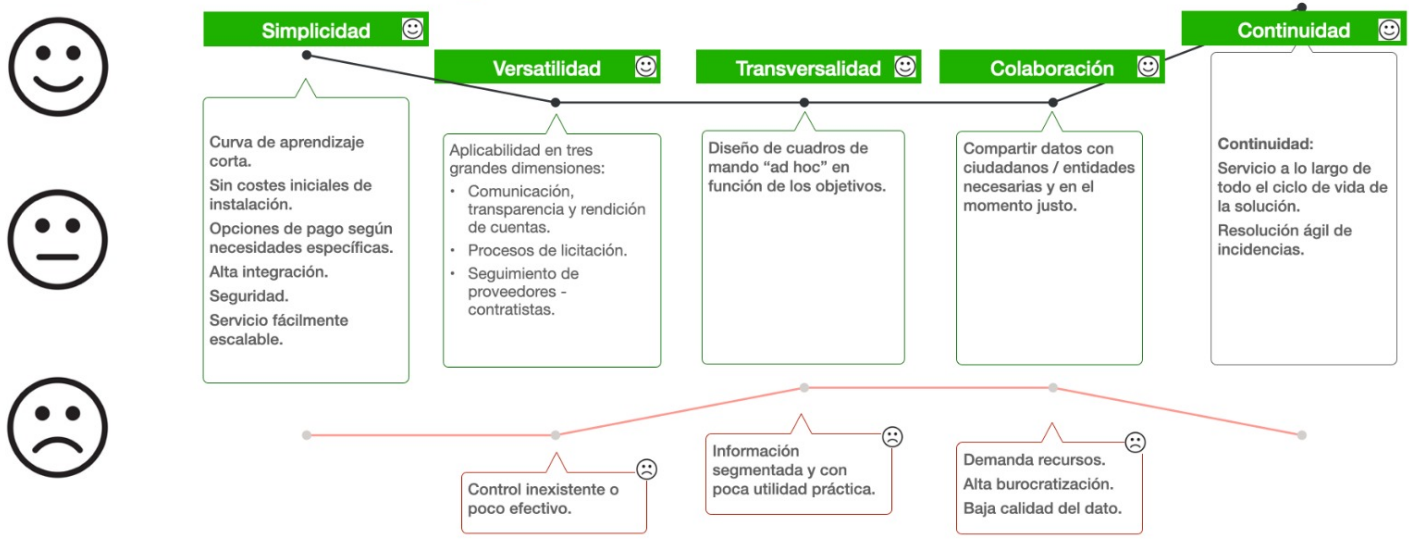 Simplicidad
Versatilidad
Transversalidad
Colaboración
Continuidad
Curva de aprendizaje
corta.
Sin costes iniciales de
instalación.
Opciones de pago según
necesidades específicas.
Alta integración.
Seguridad.
Servicio fácilmente
escalable.
Aplicabilidad en tres
grandes dimensiones:
• Comunicación,
transparencia y rendición
de cuentas.
• Procesos de licitación.
• Seguimiento de
proveedores -
contratistas.
Diseño de cuadros de
mando “ad hoc” en
función de los objetivos.
Compartir datos con
ciudadanos / entidades
necesarias y en el
momento justo.
Continuidad:
Servicio a lo largo de
todo el ciclo de vida de
la solución.
Resolución ágil de
incidencias.
Control inexistente o
poco efectivo.
Información
segmentada y con
poca utilidad práctica.
Demanda recursos.
Alta burocratización.
Baja calidad del dato.